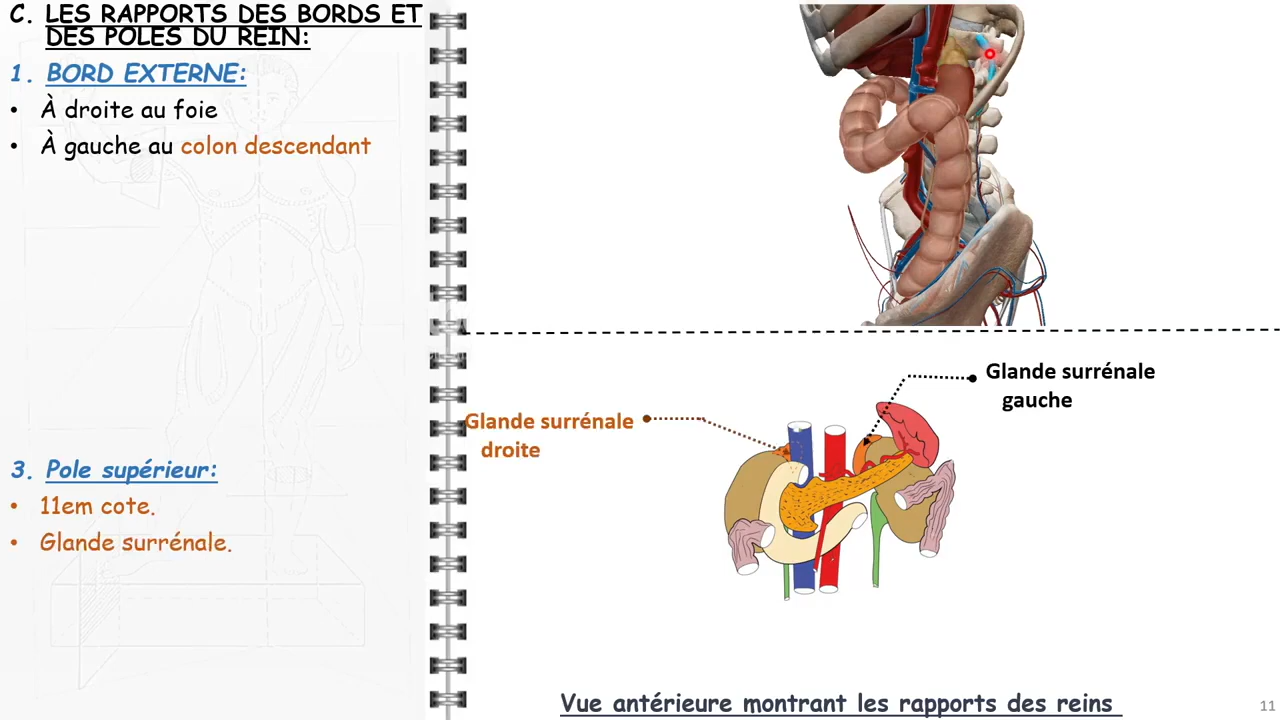 C. LES RAPPORTS DES BORDS ET
DES POLES DU REIN:
1. BORD EXTERNE:
• À droite au foie
• À gauche au colon descendant
3. Pole supérieur:
• 11em cote.
• Glande surrénale.
Glande surrénale
gauche
Glande surrénale
droite
Vue antérieure montrant les rapports des reins
11